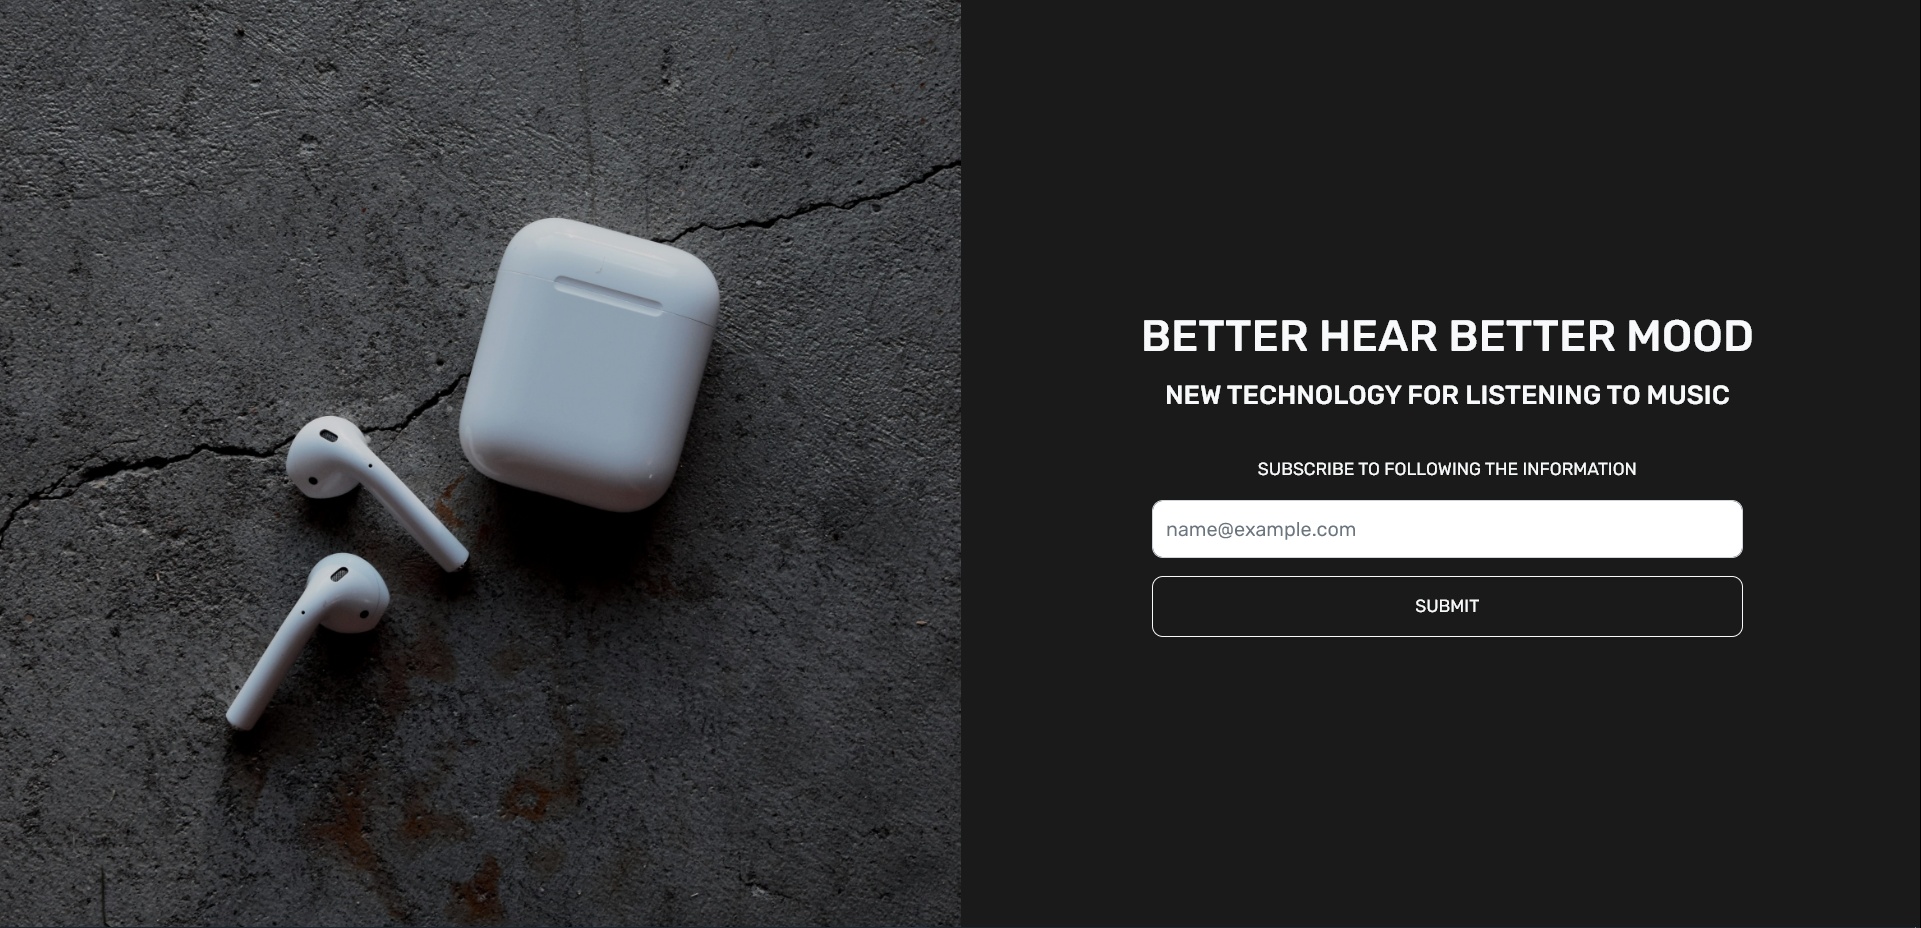 BETTER HEAR BETTER MOOD
NEW TECHNOLOGY FOR LISTENING TO MUSIC
SUBSCRIBE TO FOLLOWING THE INFORMATION
name@example.com
SUBMIT